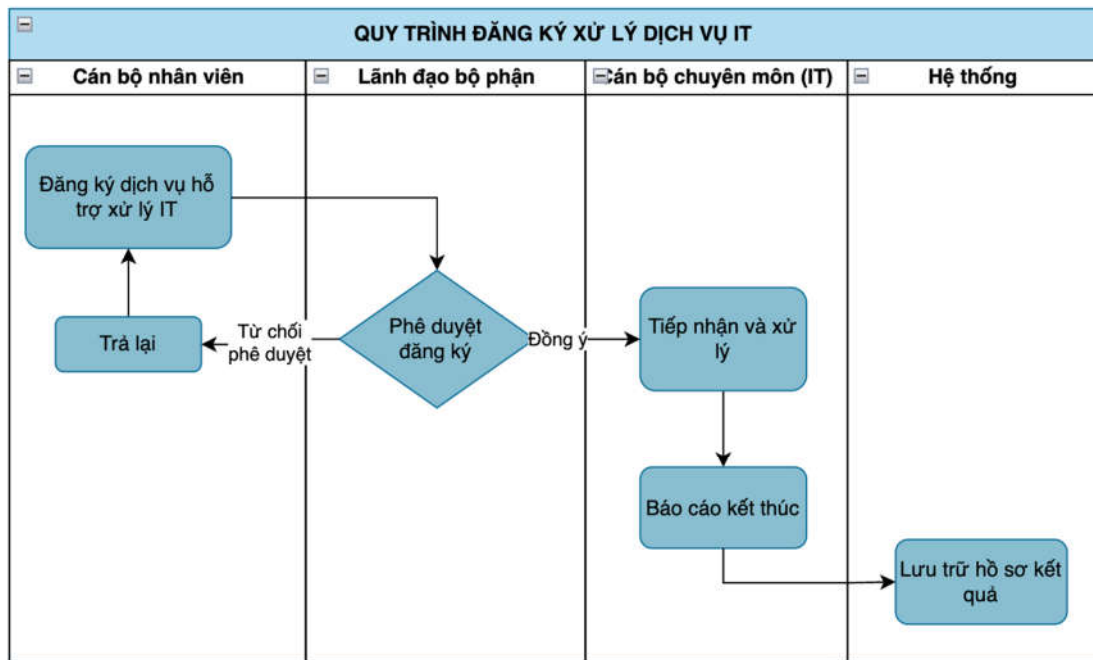 QUY TRÌNH ĐĂNG KÝ XỬ LÝ DỊCH VỤ IT
Cán bộ nhân viên
Lãnh đạo bộ phận
Cán bộ chuyên môn (IT)
Hệ thống
Đăng ký dịch vụ hỗ
trợ xử lý IT
Trả lại
Từ chối
phê duyệt
Phê duyệt
đăng ký
Đồng ý
Tiếp nhận và xử
lý
Báo cáo kết thúc
Lưu trữ hồ sơ kết
quả